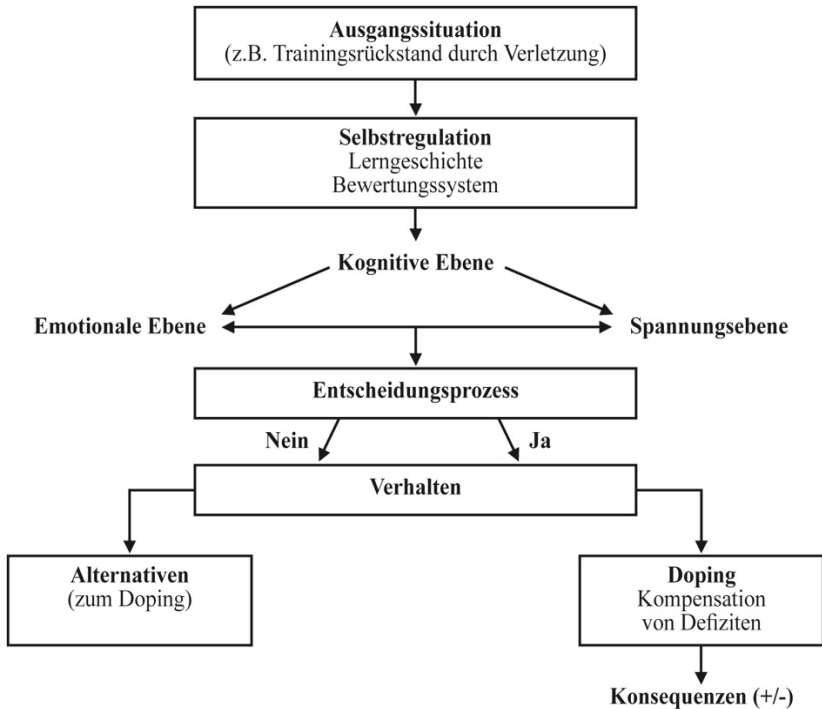 Ausgangssituation
(z.B. Trainingsrückstand durch Verletzung)
Selbstregulation
Lerngeschichte
Bewertungssystem
Kognitive Ebene
Emotionale Ebene
Spannungsebene
Entscheidungsprozess
Nein
Ja
Verhalten
Alternativen
(zum Doping)
Doping
Kompensation
von Defiziten
Konsequenzen (+/-)